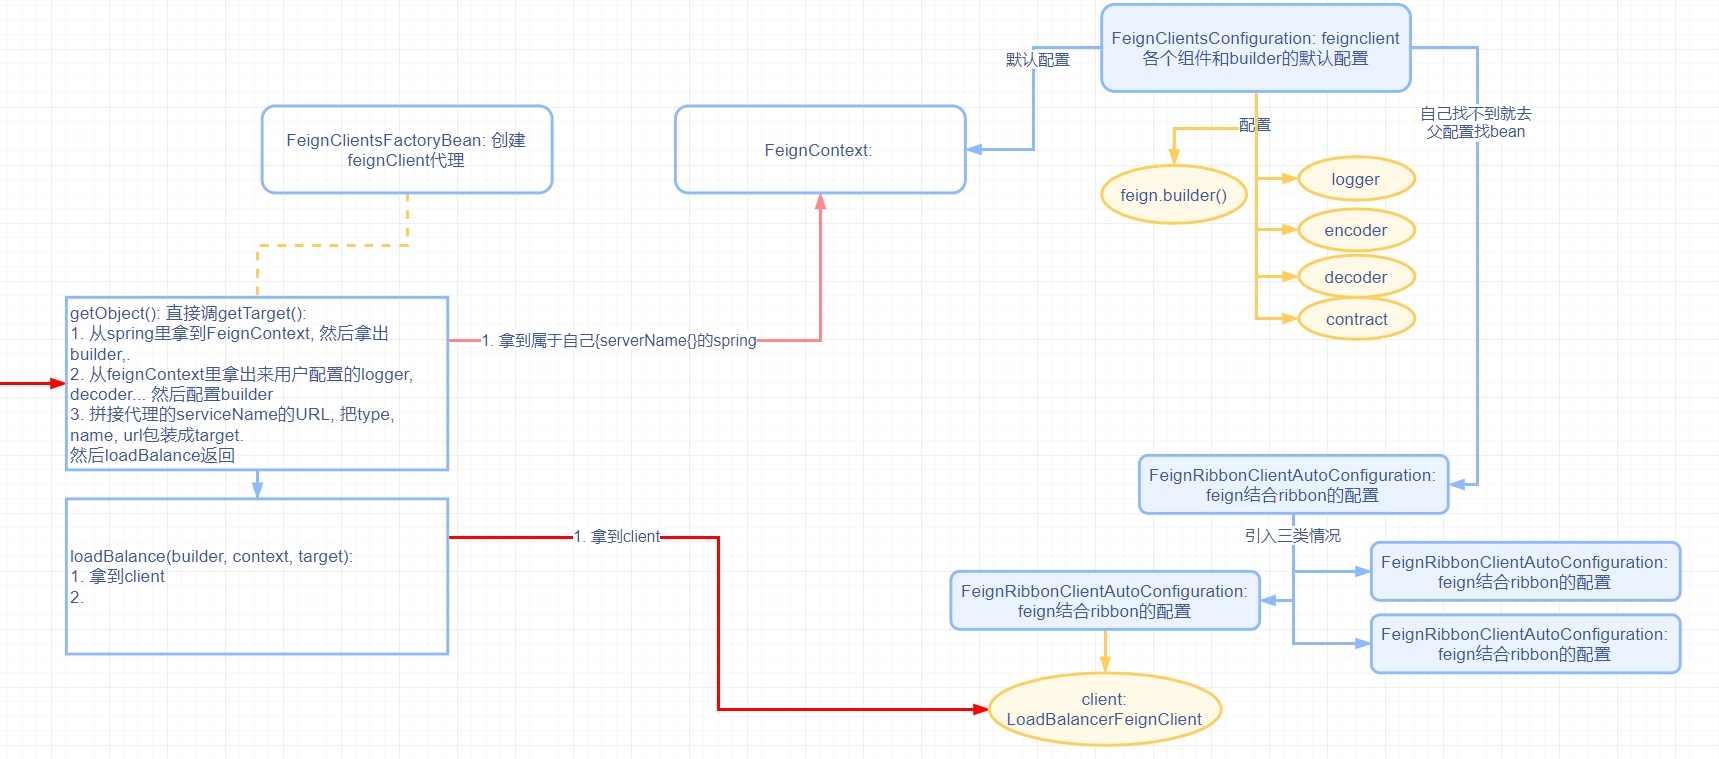 FeignClientsConfiguration: feignclient
各个组件和builder的默认配置
默认配置
自己找不到就去
父配置找bean
FeignClientsFactoryBean: 创建
feignClient代理
FeignContext:
配置
feign.builder()
logger
encoder
decoder
contract
getObject(): 直接调getTarget():
1. 从spring里拿到FeignContext, 然后拿出
builder,.
2. 从feignContext里拿出来用户配置的logger,
decoder... 然后配置builder
3. 拼接代理的serviceName的URL, 把type,
name, url包装成target.
然后loadBalance返回
1. 拿到属于自己{serverName{}的spring
loadBalance(builder, context, target):
1. 拿到client
2.
1. 拿到client
FeignRibbonClientAutoConfiguration:
feign结合ribbon的配置
引入三类情况
FeignRibbonClientAutoConfiguration:
feign结合ribbon的配置
FeignRibbonClientAutoConfiguration:
feign结合ribbon的配置
FeignRibbonClientAutoConfiguration:
feign结合ribbon的配置
client:
LoadBalancerFeignClient